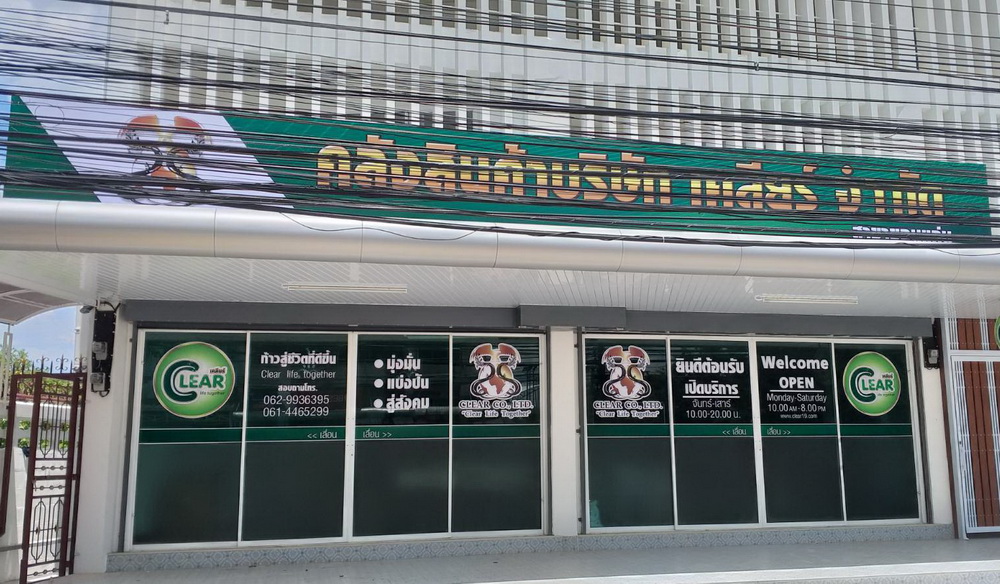 คลังสินค้าบริษัท เคลียร์ จำกัด
เคลียร์
CLEAR
life together
ก้าวสู่ชีวิตที่ดีขึ้น
Clear life together
สอบถามโทร.
062-9936395
061-4465299
<< เลื่อน
● มุ่งมั่น
● แบ่งปัน
● สู่สังคม
เลื่อน >>
CLEAR CO., LTD.
"Clear Life Together"
CLEAR CO., LTD.
"Clear Life Together"
ยินดีต้อนรับ
เปิดบริการ
จันทร์-เสาร์
10.00-20.00 น.
<< เลื่อน
Welcome
OPEN
Monday-Saturday
10.00 AM - 8.00 PM
www.clear19.com
เลื่อน >>
เคลียร์
CLEAR
life together